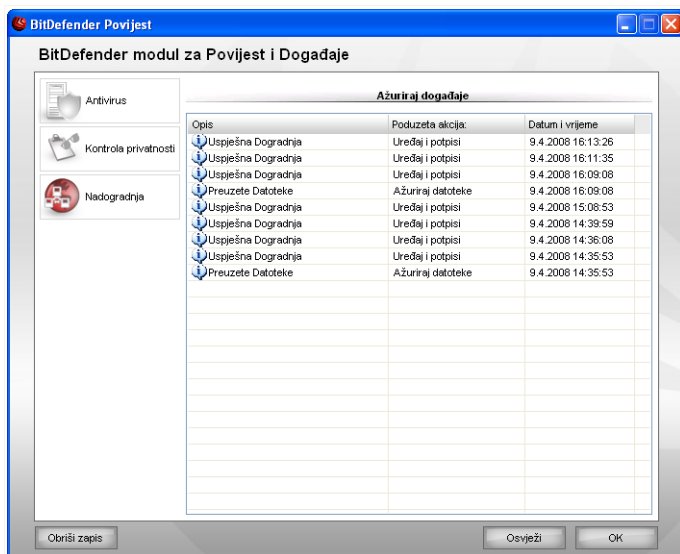 BitDefender Povijest
BitDefender modul za Povijest i Događaje
Antivirus
Kontrola privatnosti
Nadogradnja
Ažuriraj događaje
Opis Poduzeta akcija: Datum i vrijeme
Uspješna Dogradnja Uređaj i potpisi 9.4.2008 16:13:26
Uspješna Dogradnja Uređaj i potpisi 9.4.2008 16:11:35
Uspješna Dogradnja Uređaj i potpisi 9.4.2008 16:09:08
Preuzete Datoteke Ažuriraj datoteke 9.4.2008 16:09:08
Uspješna Dogradnja Uređaj i potpisi 9.4.2008 15:08:53
Uspješna Dogradnja Uređaj i potpisi 9.4.2008 14:39:59
Uspješna Dogradnja Uređaj i potpisi 9.4.2008 14:36:08
Uspješna Dogradnja Uređaj i potpisi 9.4.2008 14:35:53
Preuzete Datoteke Ažuriraj datoteke 9.4.2008 14:35:53
Obriši zapis Osvježi OK